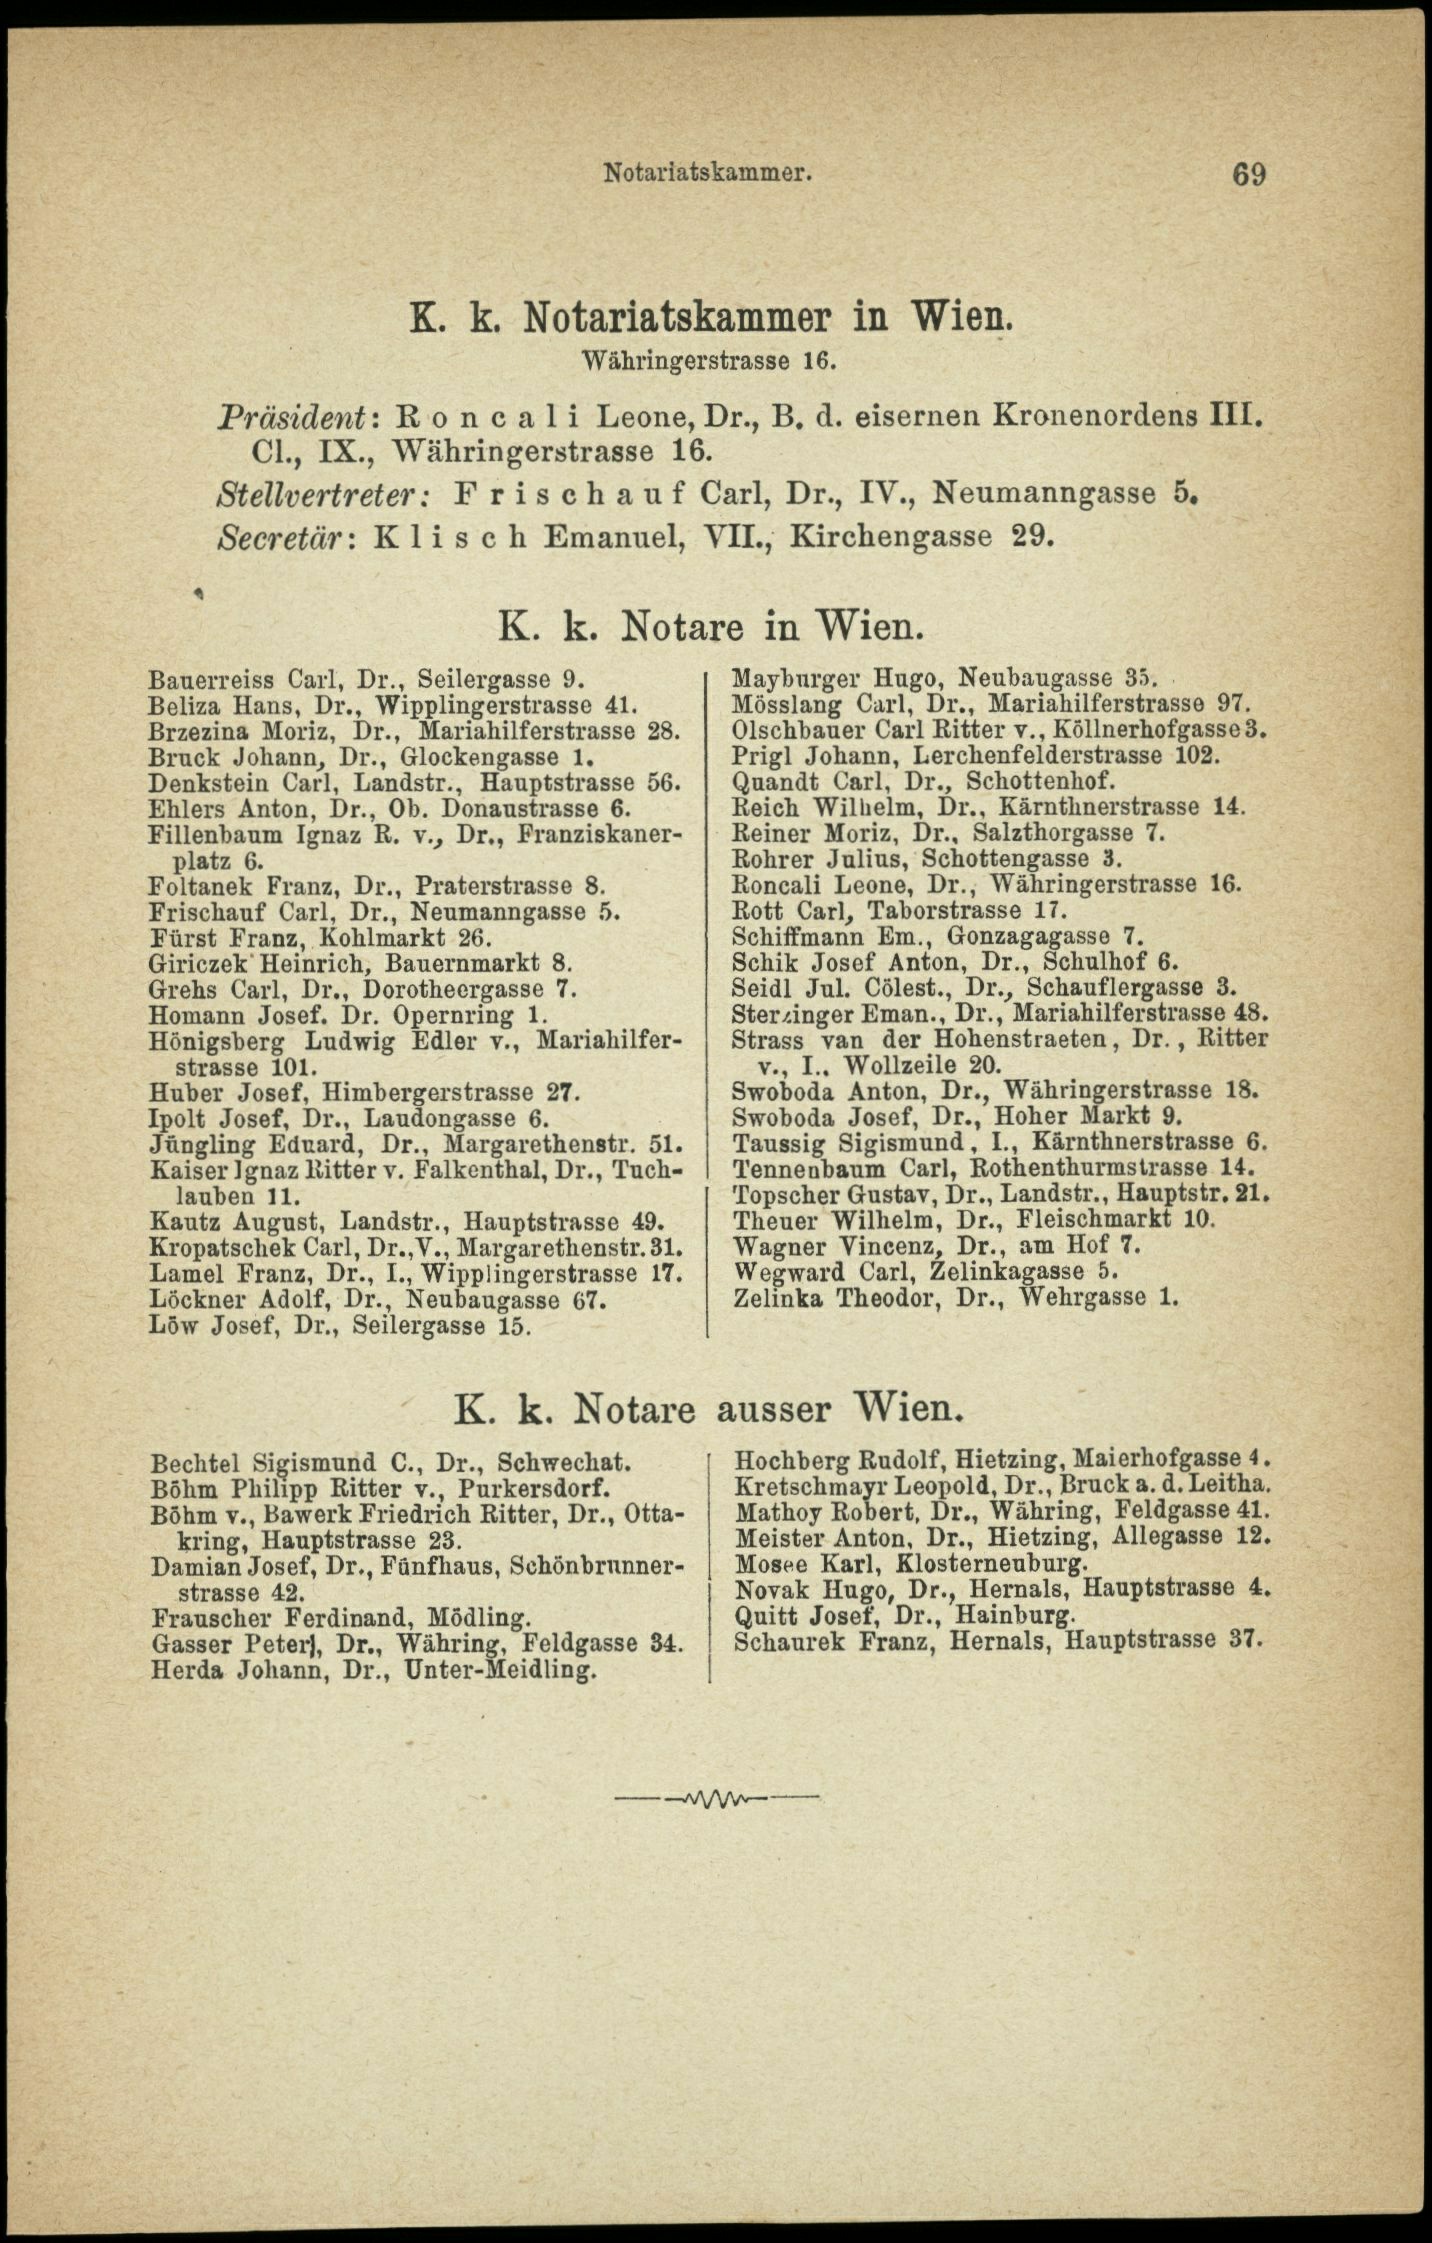 Notariatskammer.
69
K. k. Notariatskammer in Wien.
Währingerstrasse 16.
Präsident: Roncali Leone, Dr., B. d. eisernen Kronenordens III.
Cl., IX., Währingerstrasse 16.
Stellvertreter: Frischauf Carl, Dr., IV., Neumanngasse 5.
Secretär: Klisch Emanuel, VII., Kirchengasse 29.
K. k. Notare in Wien.
Bauerreiss Carl, Dr., Seilergasse 9.
Beliza Hans, Dr., Wipplingerstrasse 41.
Brzezina Moriz, Dr., Mariahilferstrasse 28.
Bruck Johann, Dr., Glockengasse 1.
Denkstein Carl, Landstr., Hauptstrasse 56.
Ehlers Anton, Dr., Ob. Donaustrasse 6.
Fillenbaum Ignaz R. v., Dr., Franziskaner-
platz 6.
Foltanek Franz, Dr., Praterstrasse 8.
Frischauf Carl, Dr., Neumanngasse 5.
Fürst Franz, Kohlmarkt 26.
Giriczek Heinrich, Bauernmarkt 8.
Grehs Carl, Dr., Dorotheergasse 7.
Homann Josef. Dr. Opernring 1.
Hönigsberg Ludwig Edler v., Mariahilfer-
strasse 101.
Huber Josef, Himbergerstrasse 27.
Ipolt Josef, Dr., Laudongasse 6.
Jüngling Eduard, Dr., Margarethenstr. 51.
Kaiser Ignaz Ritter v. Falkenthal, Dr., Tuch-
lauben 11.
Kautz August, Landstr., Hauptstrasse 49.
Kropatschek Carl, Dr., V., Margarethenstr. 31.
Lamel Franz, Dr., I., Wipplingerstrasse 17.
Löckner Adolf, Dr., Neubaugasse 67.
Löw Josef, Dr., Seilergasse 15.
Mayburger Hugo, Neubaugasse 35.
Mösslang Carl, Dr., Mariahilferstrasse 97.
Olschbauer Carl Ritter v., Köllnerhofgasse 3.
Prigl Johann, Lerchenfelderstrasse 102.
Quandt Carl, Dr., Schottenhof.
Reich Wilhelm, Dr., Kärnthnerstrasse 14.
Reiner Moriz, Dr., Salzthorgasse 7.
Rohrer Julius, Schottengasse 3.
Roncali Leone, Dr., Währingerstrasse 16.
Rott Carl, Taborstrasse 17.
Schiffmann Em., Gonzagagasse 7.
Schik Josef Anton, Dr., Schulhof 6.
Seidl Jul. Cölest., Dr., Schauflergasse 3.
Sterzinger Eman., Dr., Mariahilferstrasse 48.
Strass van der Hohenstraeten, Dr., Ritter
v., I., Wollzeile 20.
Swoboda Anton, Dr., Währingerstrasse 18.
Swoboda Josef, Dr., Hoher Markt 9.
Taussig Sigismund, I., Kärnthnerstrasse 6.
Tennenbaum Carl, Rothenthurmstrasse 14.
Topscher Gustav, Dr., Landstr., Hauptstr. 21.
Theuer Wilhelm, Dr., Fleischmarkt 10.
Wagner Vincenz, Dr., am Hof 7.
Wegward Carl, Zelinkagasse 5.
Zelinka Theodor, Dr., Wehrgasse 1.
K. k. Notare ausser Wien.
Bechtel Sigismund C., Dr., Schwechat.
Böhm Philipp Ritter v., Purkersdorf.
Böhm v., Bawerk Friedrich Ritter, Dr., Otta-
kring, Hauptstrasse 23.
Damian Josef, Dr., Fünfhaus, Schönbrunner-
strasse 42.
Frauscher Ferdinand, Mödling.
Gasser Peter], Dr., Währing, Feldgasse 34.
Herda Johann, Dr., Unter-Meidling.
Hochberg Rudolf, Hietzing, Maierhofgasse 4.
Kretschmayr Leopold, Dr., Bruck a. d. Leitha.
Mathoy Robert, Dr., Währing, Feldgasse 41.
Meister Anton, Dr., Hietzing, Allegasse 12.
Mosee Karl, Klosterneuburg.
Novak Hugo, Dr., Hernals, Hauptstrasse 4.
Quitt Josef, Dr., Hainburg.
Schaurek Franz, Hernals, Hauptstrasse 37.